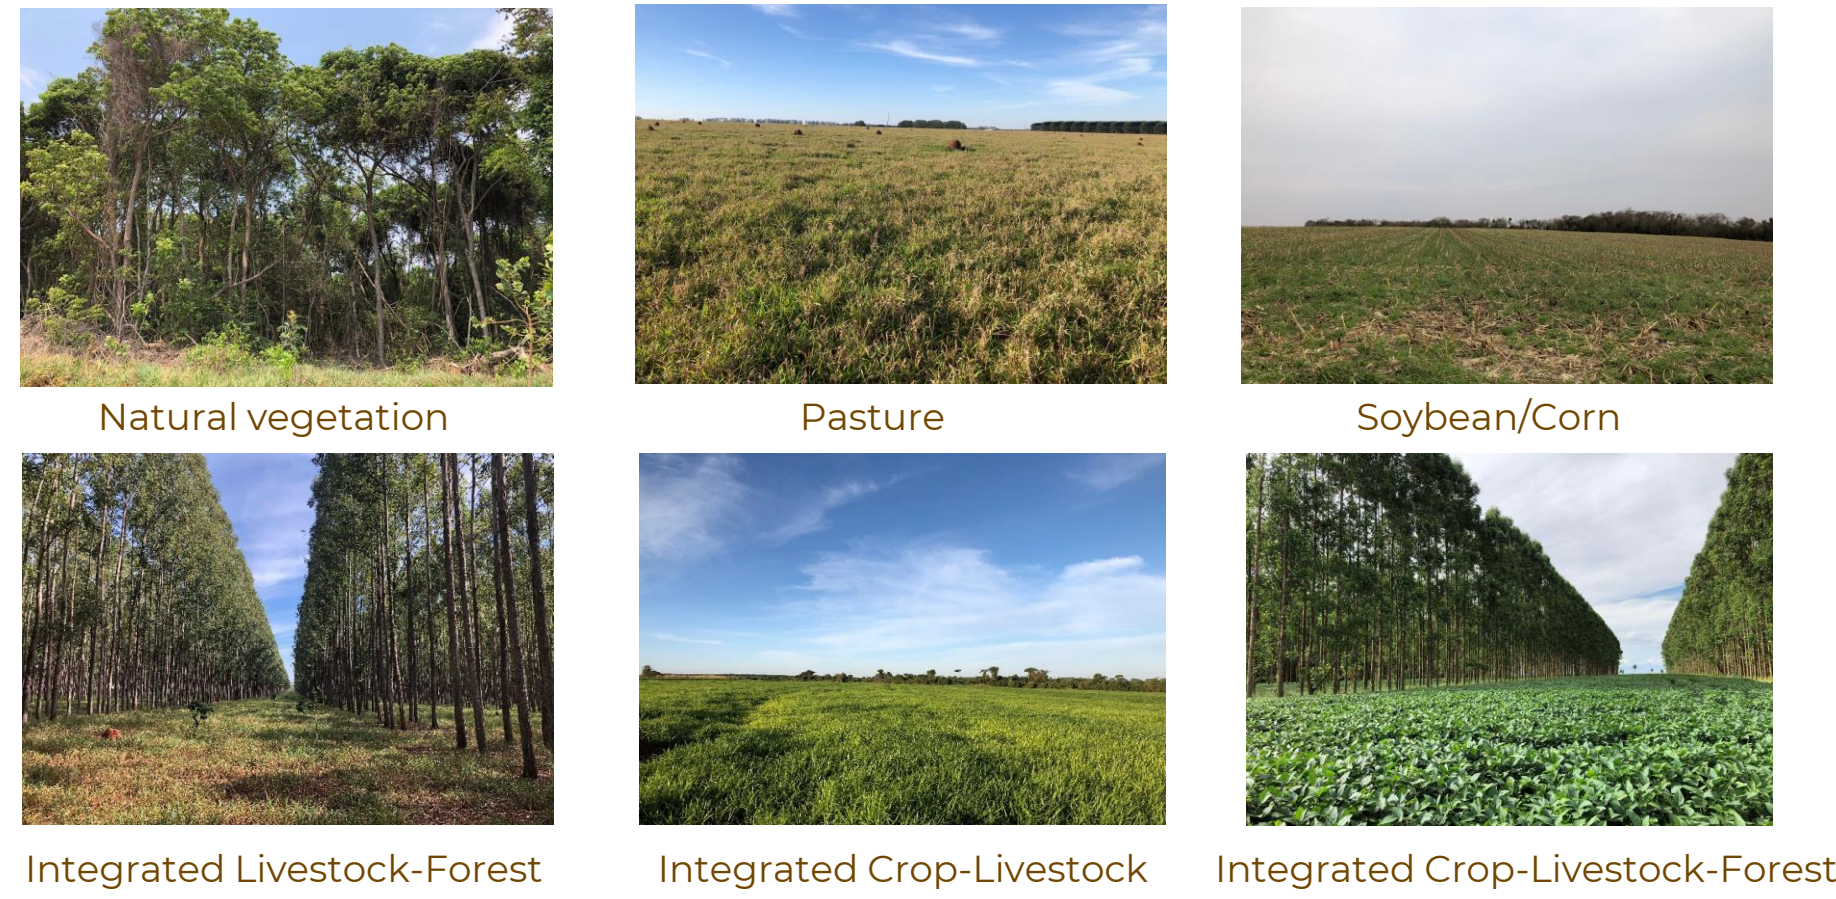 Natural vegetation
Pasture
Soybean/Corn
Integrated Livestock-Forest
Integrated Crop-Livestock
Integrated Crop-Livestock-Forest